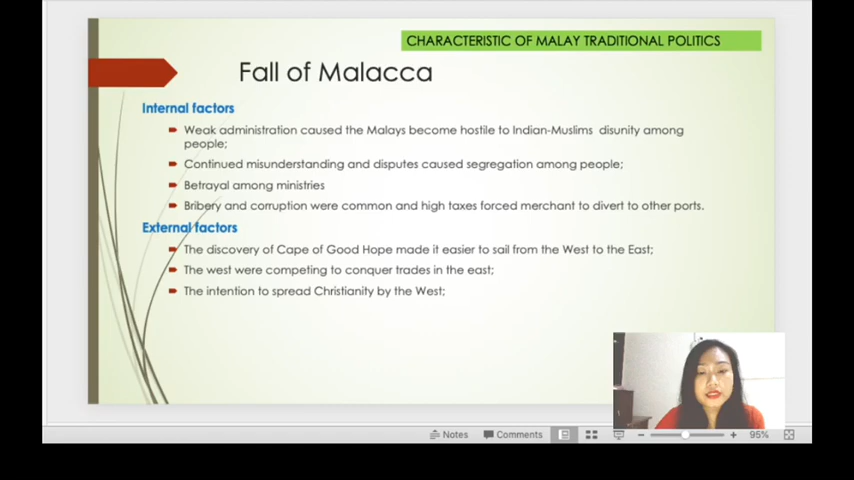 CHARACTERISTIC OF MALAY TRADITIONAL POLITICS
Fall of Malacca
Internal factors
Weak administration caused the Malays become hostile to Indian-Muslims disunity among
people;
Continued misunderstanding and disputes caused segregation among people;
Betrayal among ministries
Bribery and corruption were common and high taxes forced merchant to divert to other ports.
External factors
The discovery of Cape of Good Hope made it easier to sail from the West to the East;
The west were competing to conquer trades in the east;
The intention to spread Christianity by the West;
Notes Comments 95%